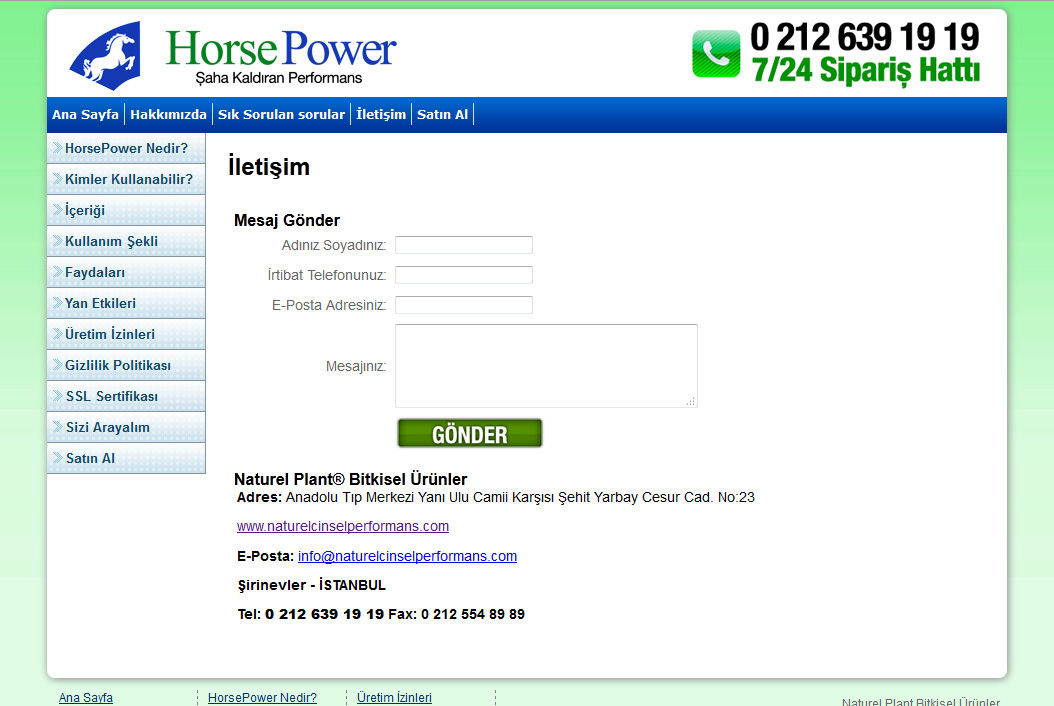 HorsePower
Şaha Kaldıran Performans
0 212 639 19 19
7/24 Sipariş Hattı
Ana Sayfa Hakkımızda Sık Sorulan sorular İletişim Satın Al
HorsePower Nedir?
Kimler Kullanabilir?
İçeriği
Kullanım Şekli
Faydaları
Yan Etkileri
Üretim İzinleri
Gizlilik Politikası
SSL Sertifikası
Sizi Arayalım
Satın Al
İletişim
Mesaj Gönder
Adınız Soyadınız:
İrtibat Telefonunuz:
E-Posta Adresiniz:
Mesajınız:
GÖNDER
Naturel Plant® Bitkisel Ürünler
Adres: Anadolu Tıp Merkezi Yanı Ulu Camii Karşısı Şehit Yarbay Cesur Cad. No:23
www.naturelcinselperformans.com
E-Posta: info@naturelcinselperformans.com
Şirinevler - İSTANBUL
Tel: 0 212 639 19 19 Fax: 0 212 554 89 89
Ana Sayfa HorsePower Nedir? Üretim İzinleri
Naturel Plant Bitkisel Ürünler